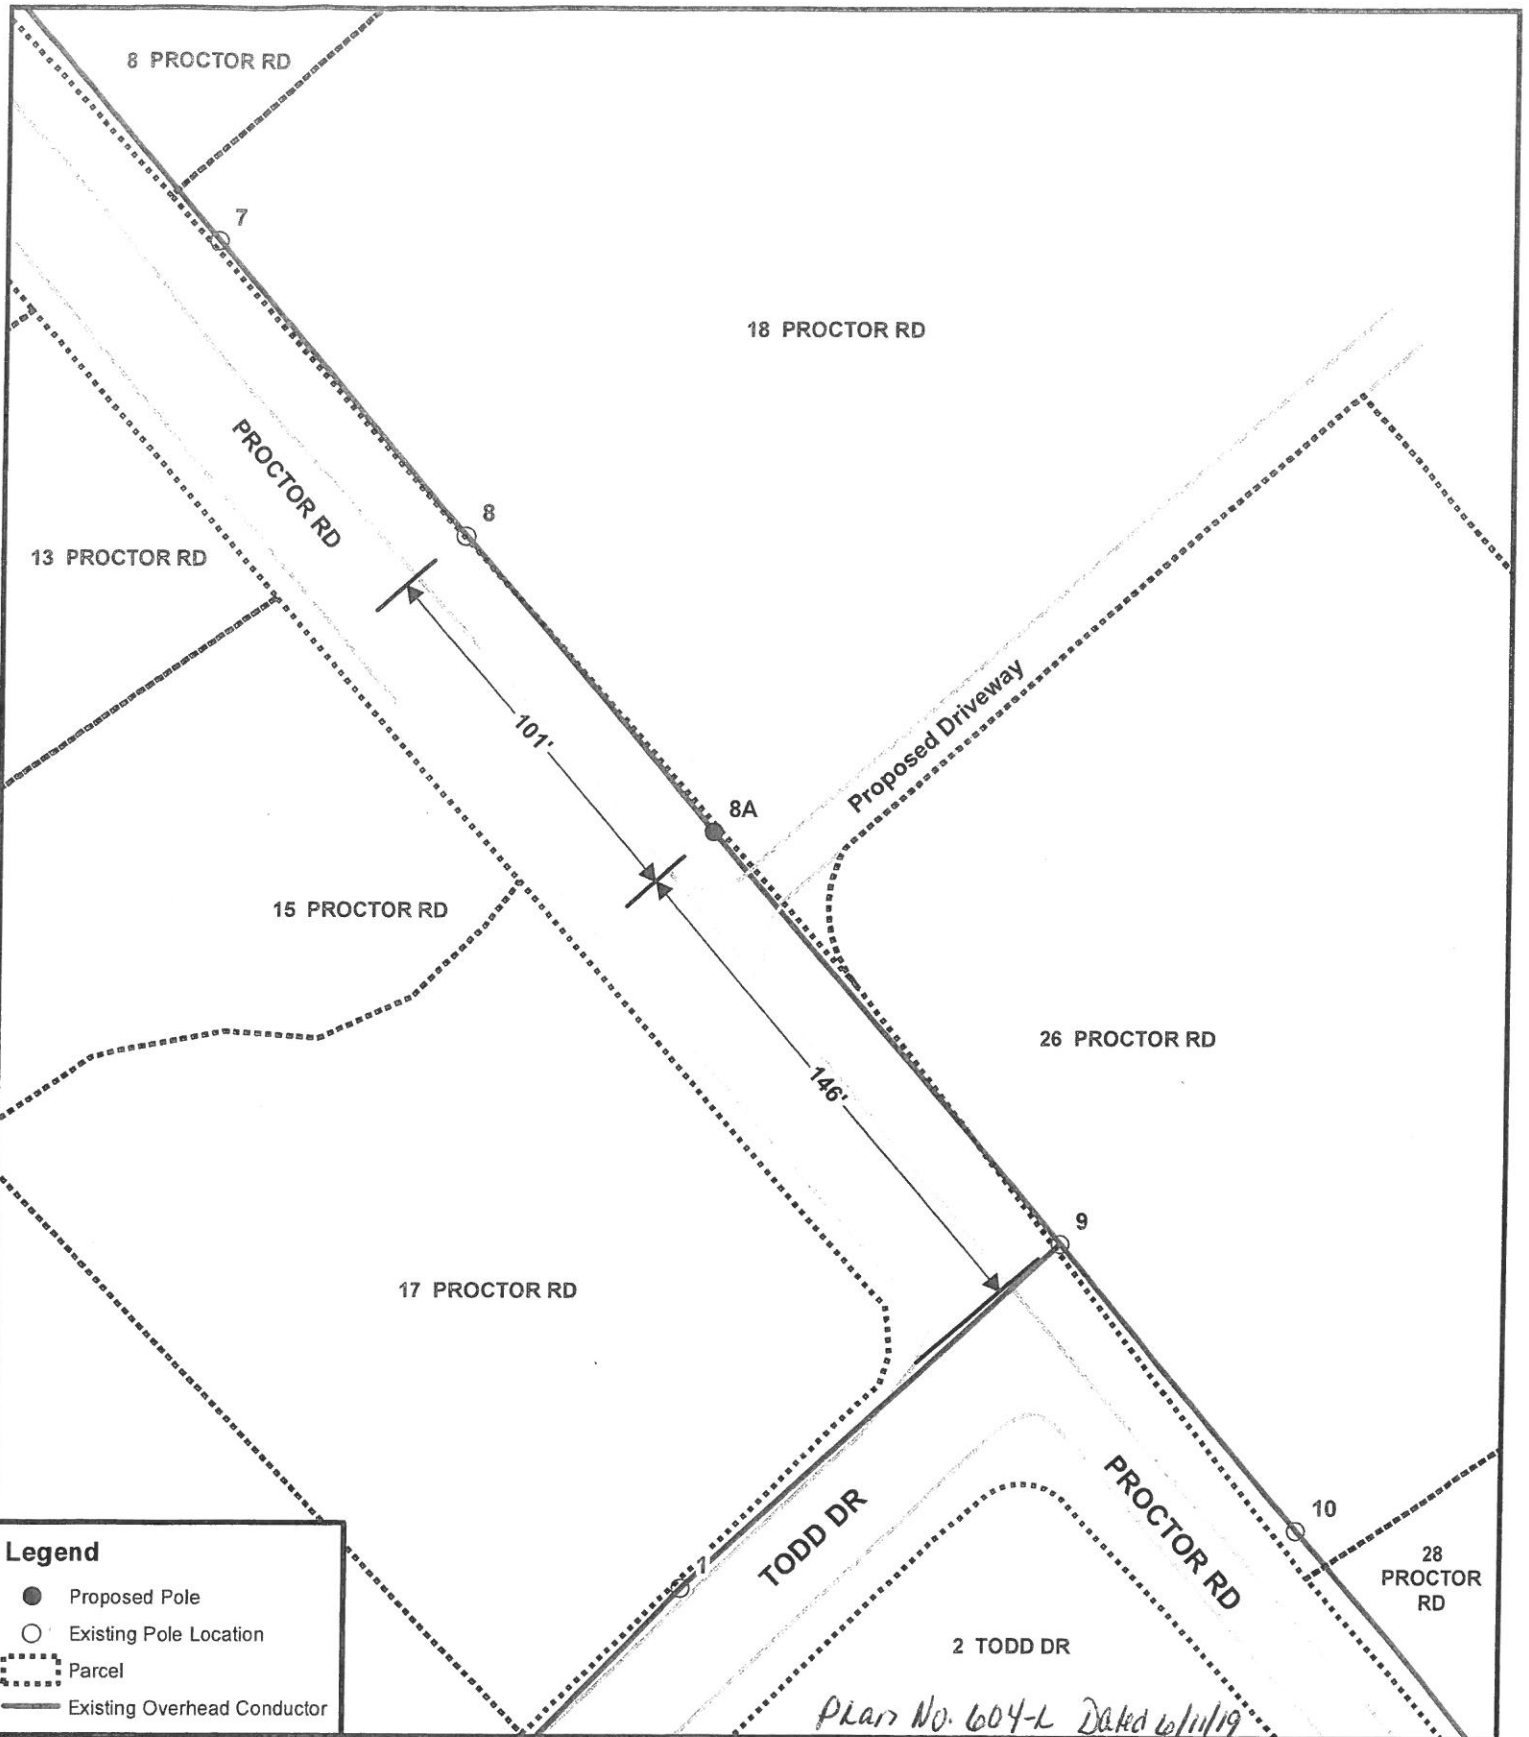 8 PROCTOR RD
7
18 PROCTOR RD
PROCTOR RD
8
13 PROCTOR RD
101'
Proposed Driveway
8A
15 PROCTOR RD
26 PROCTOR RD
146'
9
17 PROCTOR RD
PROCTOR RD
TODD DR
10
1
28
PROCTOR
RD
2 TODD DR
Legend
Proposed Pole
Existing Pole Location
Parcel
Existing Overhead Conductor
Plan No. 604-L Dated 6/11/19